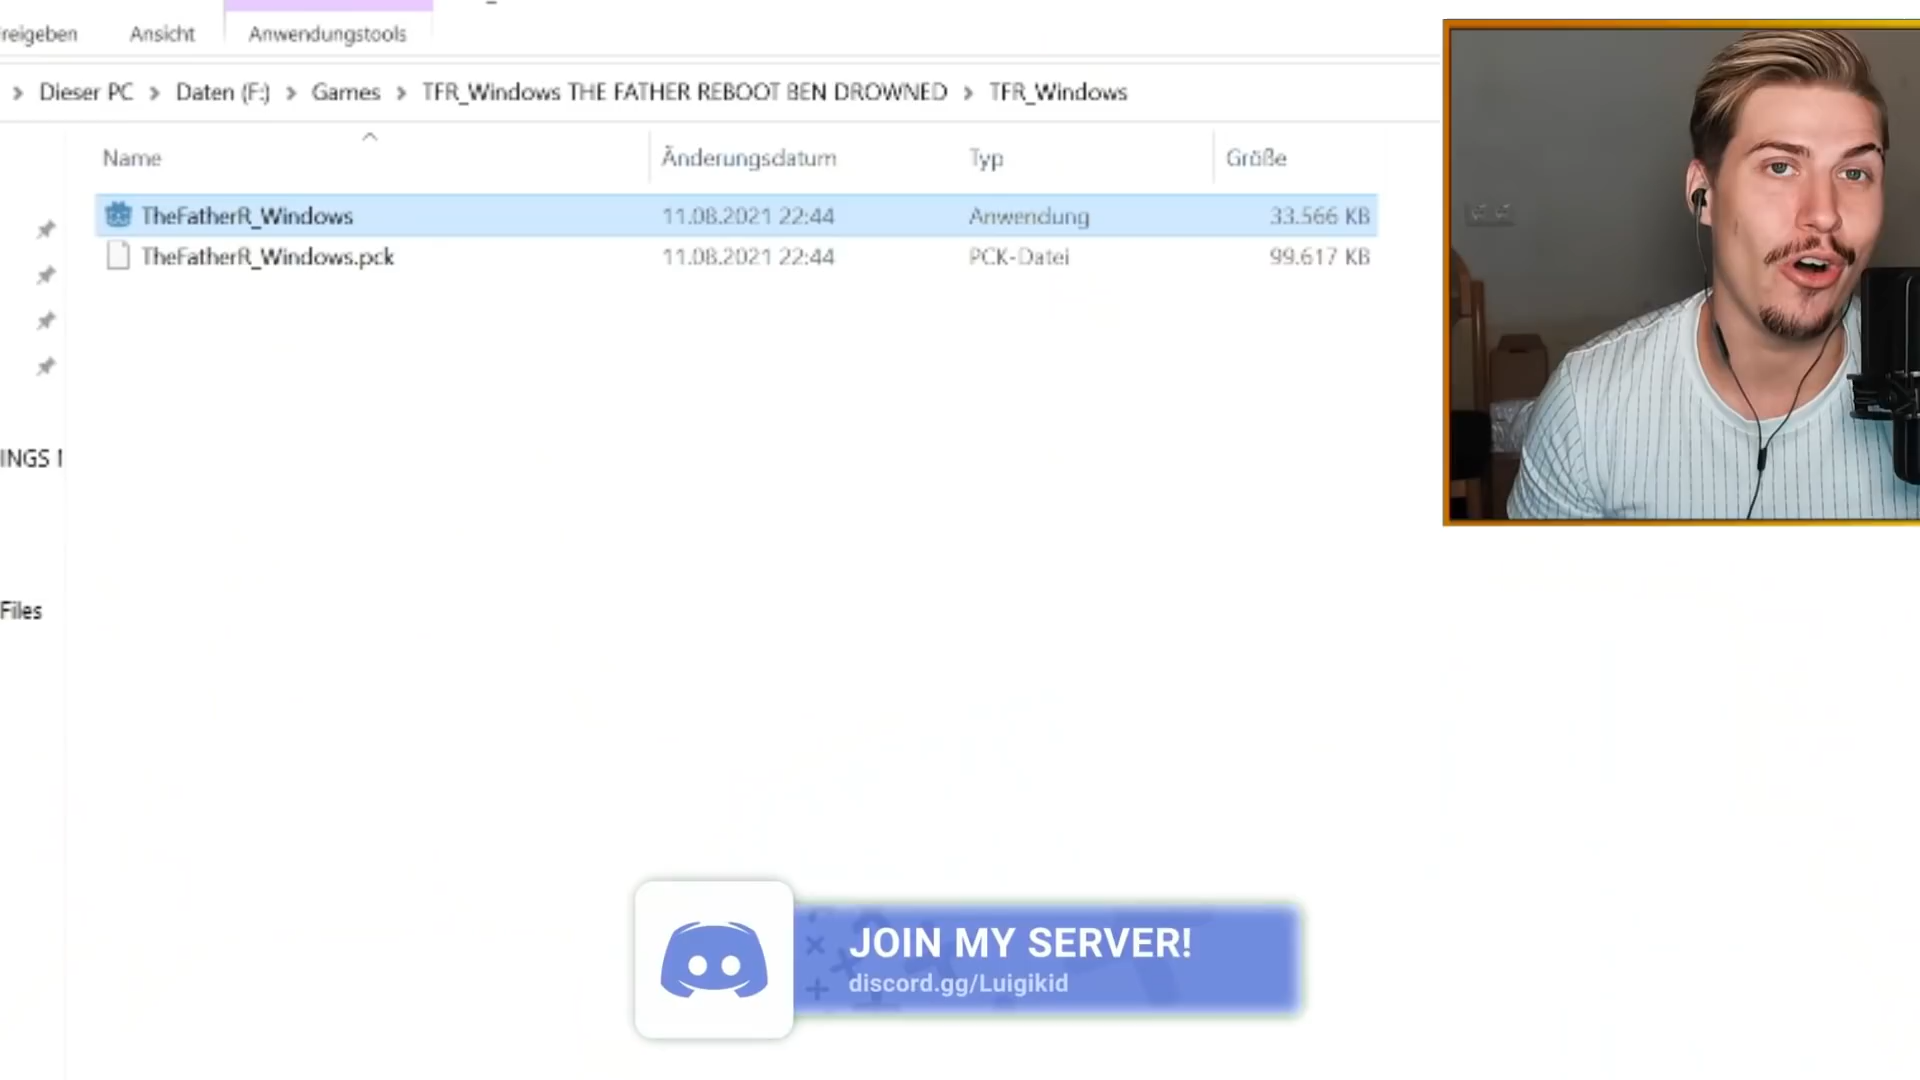 reigeben Ansicht Anwendungstools
Dieser PC > Daten (F:) > Games > TFR_Windows THE FATHER REBOOT BEN DROWNED > TFR_Windows
Name Änderungsdatum Typ Größe
TheFatherR_Windows 11.08.2021 22:44 Anwendung 33.566 KB
TheFatherR_Windows.pck 11.08.2021 22:44 PCK-Datei 99.617 KB
INGS
Files
JOIN MY SERVER!
discord.gg/Luigikid